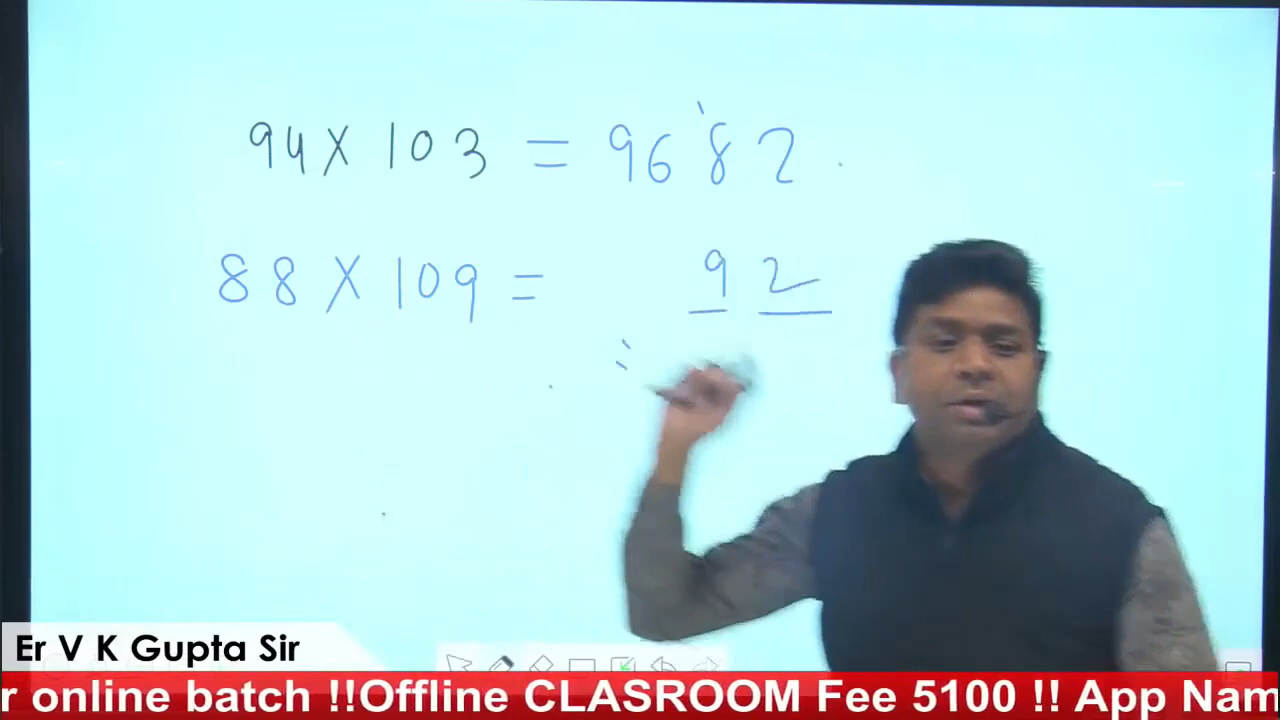 94 × 103 = 9682
88 × 109 = 92
Er V K Gupta Sir
r online batch !!Offline CLASROOM Fee 5100 !! App Nam